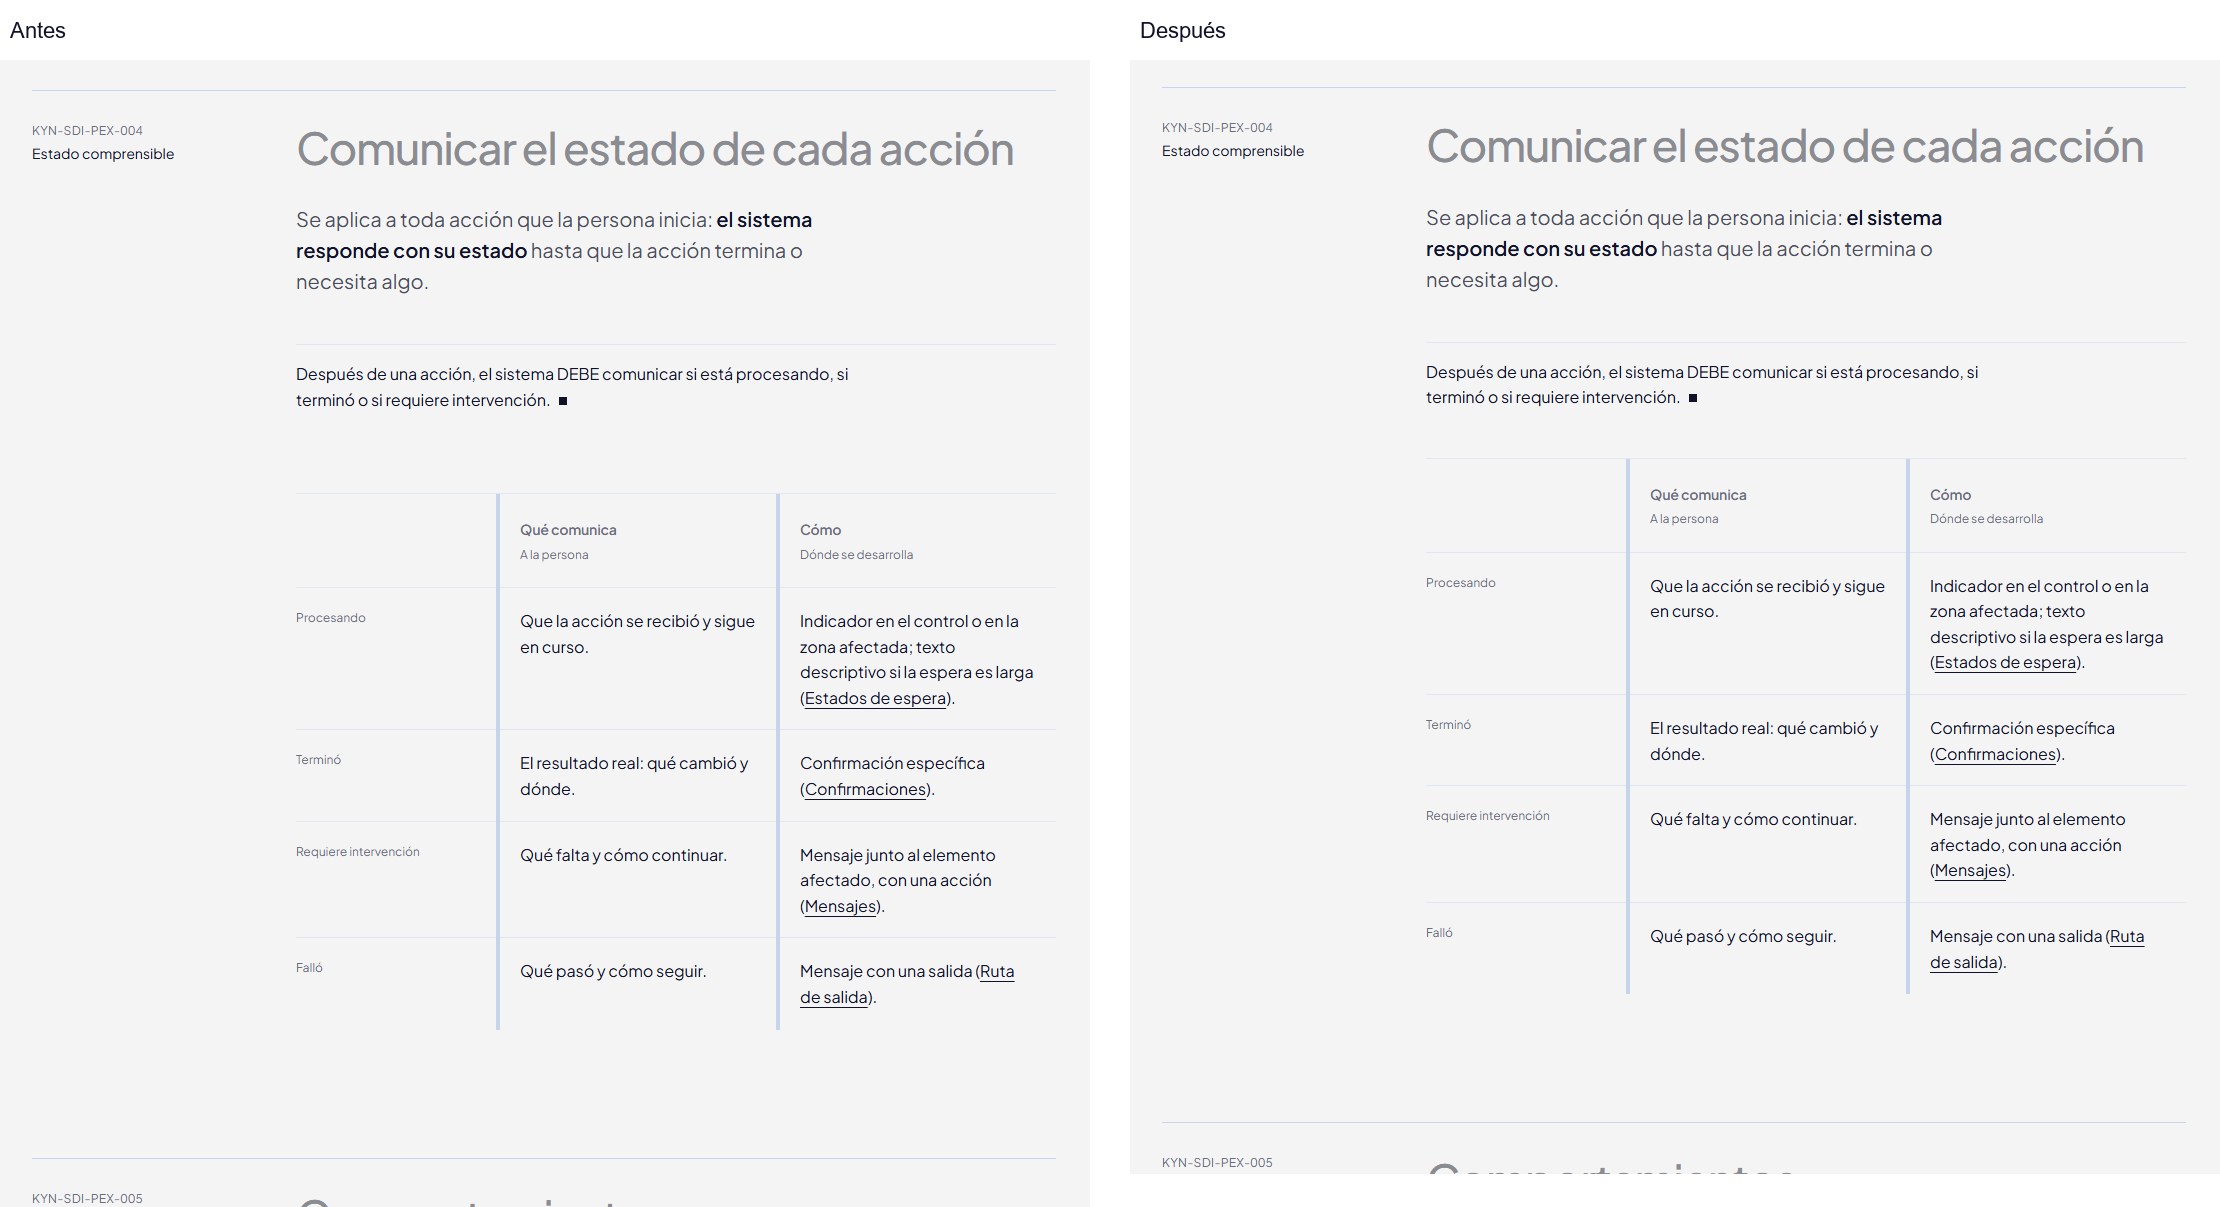 Antes
KYN-SDI-PEX-004
Estado comprensible
Comunicar el estado de cada acción
Se aplica a toda acción que la persona inicia: el sistema
responde con su estado hasta que la acción termina o
necesita algo.
Después de una acción, el sistema DEBE comunicar si está procesando, si
terminó o si requiere intervención. ■
Qué comunica
A la persona
Cómo
Dónde se desarrolla
Procesando
Que la acción se recibió y sigue
en curso.
Indicador en el control o en la
zona afectada; texto
descriptivo si la espera es larga
(Estados de espera).
Terminó
El resultado real: qué cambió y
dónde.
Confirmación específica
(Confirmaciones).
Requiere intervención
Qué falta y cómo continuar.
Mensaje junto al elemento
afectado, con una acción
(Mensajes).
Falló
Qué pasó y cómo seguir.
Mensaje con una salida (Ruta
de salida).
KYN-SDI-PEX-005
Después
KYN-SDI-PEX-004
Estado comprensible
Comunicar el estado de cada acción
Se aplica a toda acción que la persona inicia: el sistema
responde con su estado hasta que la acción termina o
necesita algo.
Después de una acción, el sistema DEBE comunicar si está procesando, si
terminó o si requiere intervención. ■
Qué comunica
A la persona
Cómo
Dónde se desarrolla
Procesando
Que la acción se recibió y sigue
en curso.
Indicador en el control o en la
zona afectada; texto
descriptivo si la espera es larga
(Estados de espera).
Terminó
El resultado real: qué cambió y
dónde.
Confirmación específica
(Confirmaciones).
Requiere intervención
Qué falta y cómo continuar.
Mensaje junto al elemento
afectado, con una acción
(Mensajes).
Falló
Qué pasó y cómo seguir.
Mensaje con una salida (Ruta
de salida).
KYN-SDI-PEX-005